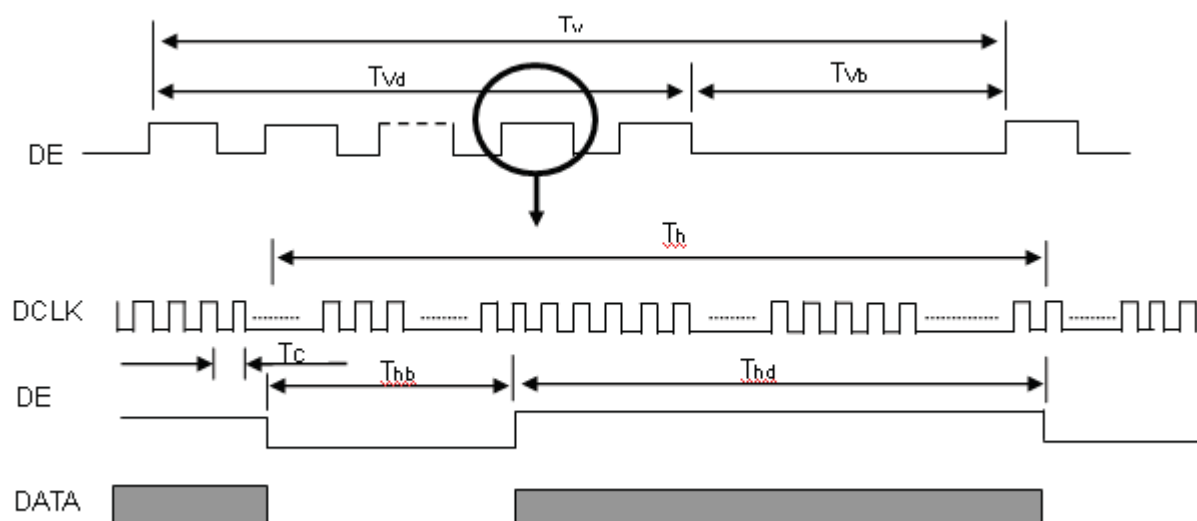 Tv
Tvd
Tvb
DE
Th
DCLK
Tc
Thb
Thd
DE
DATA